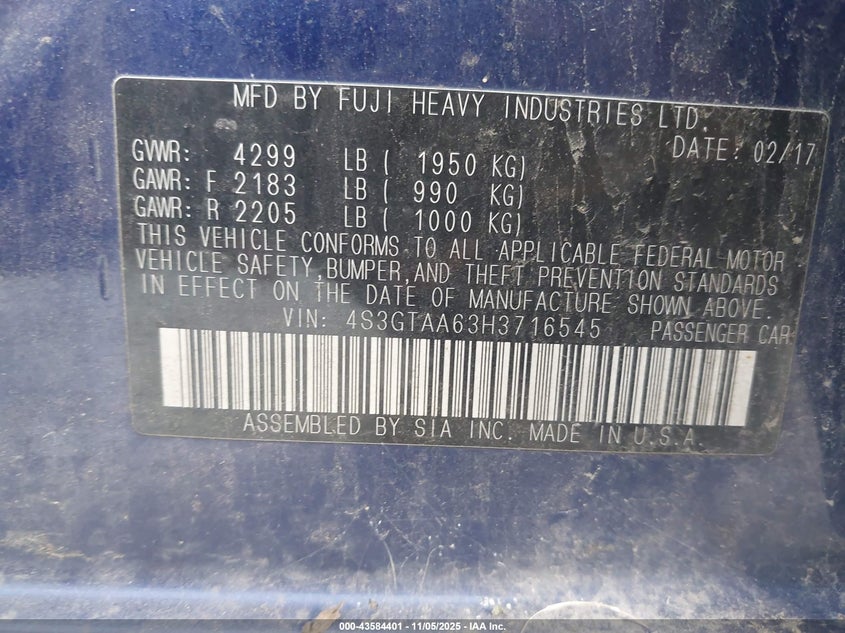 MFD BY FUJI HEAVY INDUSTRIES LTD.
DATE: 02/17
GVWR: 4299 LB ( 1950 KG)
GAWR: F 2183 LB ( 990 KG)
GAWR: R 2205 LB ( 1000 KG)
THIS VEHICLE CONFORMS TO ALL APPLICABLE FEDERAL MOTOR
VEHICLE SAFETY, BUMPER, AND THEFT PREVENTION STANDARDS
IN EFFECT ON THE DATE OF MANUFACTURE SHOWN ABOVE.
VIN: 4S3GTAA63H3716545 PASSENGER CAR
ASSEMBLED BY SIA INC. MADE IN U.S.A.
000-43584401 - 11/05/2025 - IAA Inc.